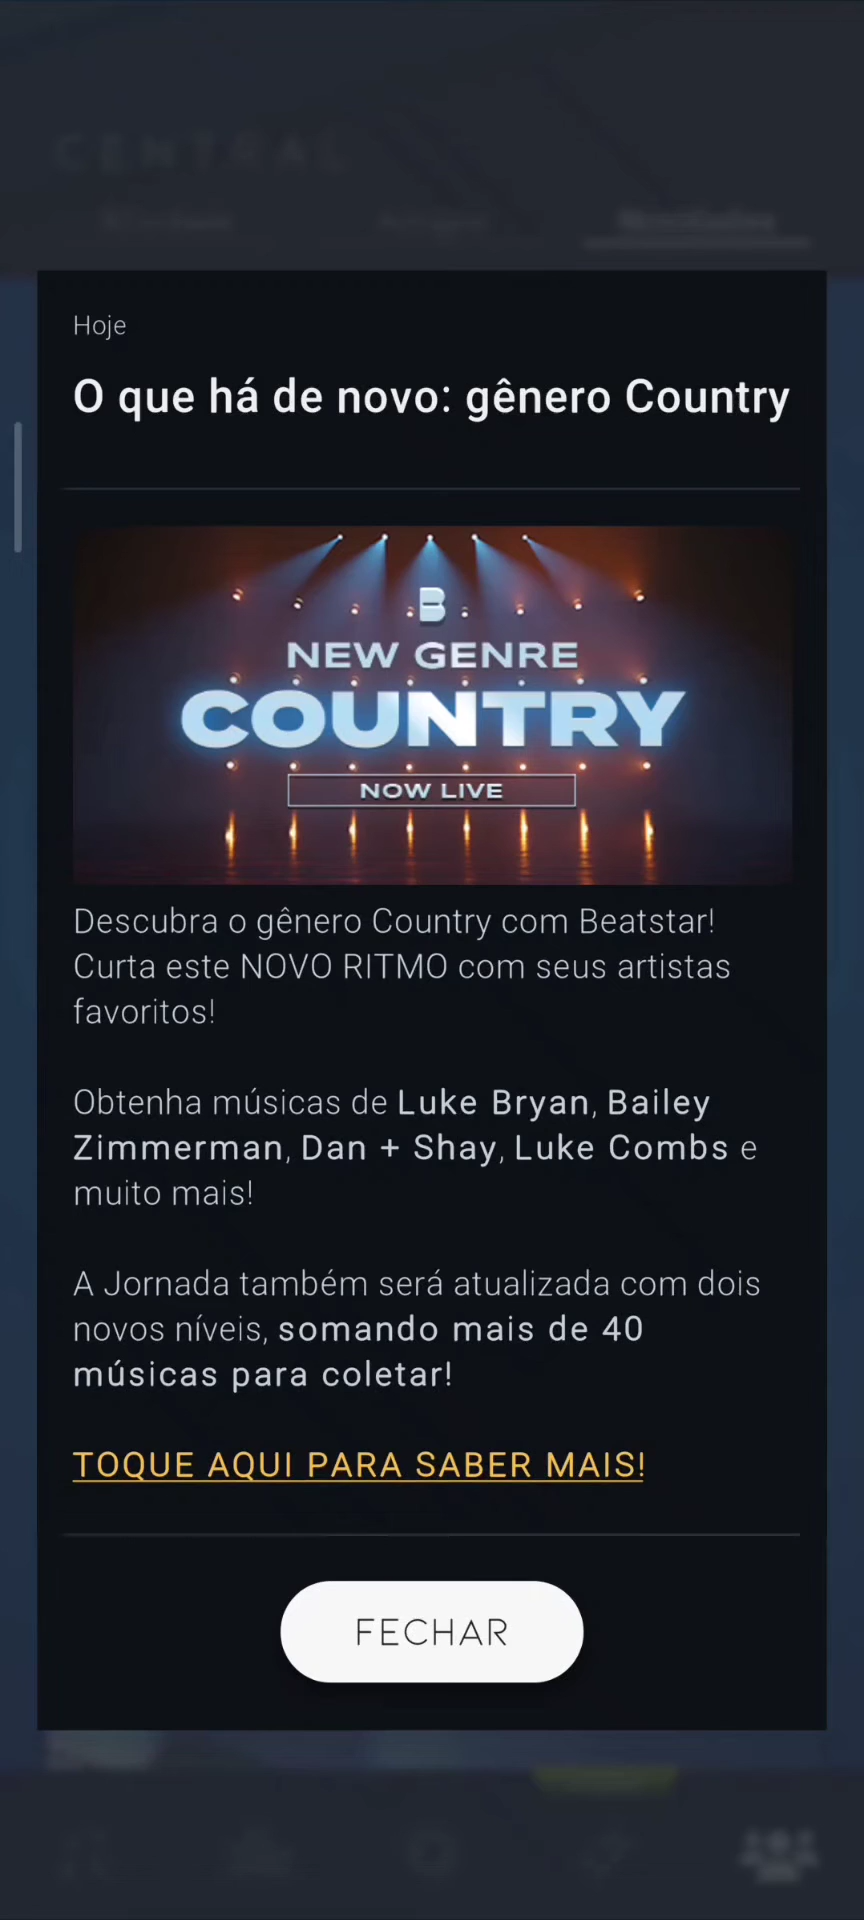 CENTRAL
Hoje
O que há de novo: gênero Country
B
NEW GENRE
COUNTRY
NOW LIVE
Descubra o gênero Country com Beatstar!
Curta este NOVO RITMO com seus artistas
favoritos!
Obtenha músicas de Luke Bryan, Bailey
Zimmerman, Dan + Shay, Luke Combs e
muito mais!
A Jornada também será atualizada com dois
novos níveis, somando mais de 40
músicas para coletar!
TOQUE AQUI PARA SABER MAIS!
FECHAR